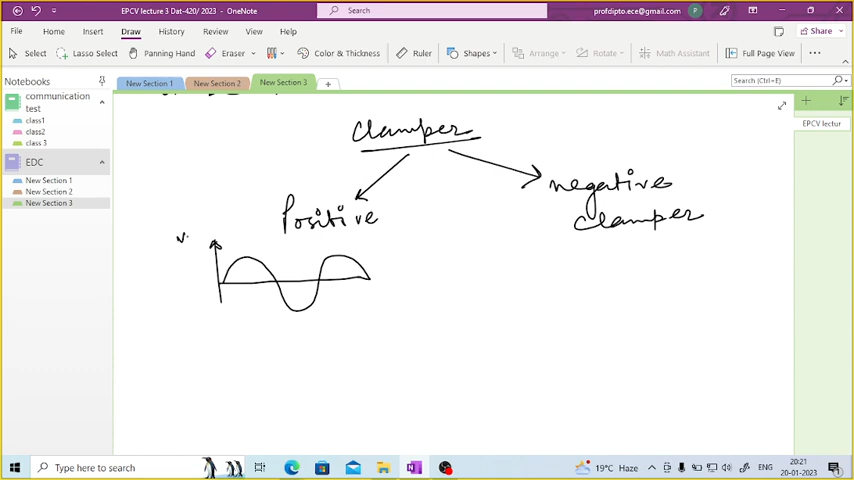 EPCV lecture 3 Dat-420/ 2023 - OneNote
Search
profdipto.ece@gmail.com
P
File Home Insert Draw History Review View Help
Share
Select Lasso Select Panning Hand Eraser Color & Thickness Ruler Shapes Arrange Rotate Math Assistant Full Page View
Notebooks
New Section 1 New Section 2 New Section 3 +
Search (Ctrl+E)
communication
test
class1
class2
class 3
EDC
New Section 1
New Section 2
New Section 3
EPCV lectur
clamper
Positive
negative
clamper
Type here to search
19°C Haze
ENG
20:21
20-01-2023
1